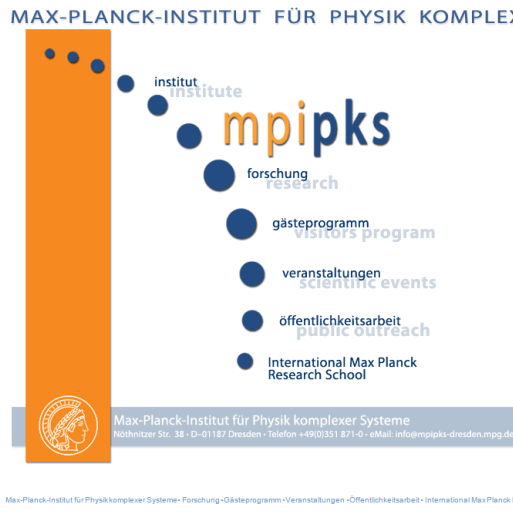 MAX-PLANCK-INSTITUT FÜR PHYSIK KOMPLEX
institut
institute
mpipks
forschung
research
gästeprogramm
visitors program
veranstaltungen
scientific events
öffentlichkeitsarbeit
public outreach
International Max Planck
Research School
Max-Planck-Institut für Physik komplexer Systeme
Nöthnitzer Str. 38 · D-01187 Dresden · Telefon +49(0)351 871-0 · eMail: info@mpipks-dresden.mpg.de
Max-Planck-Institut für Physik komplexer Systeme• Forschung •Gästeprogramm •Veranstaltungen •Öffentlichkeitsarbeit• International Max Planck